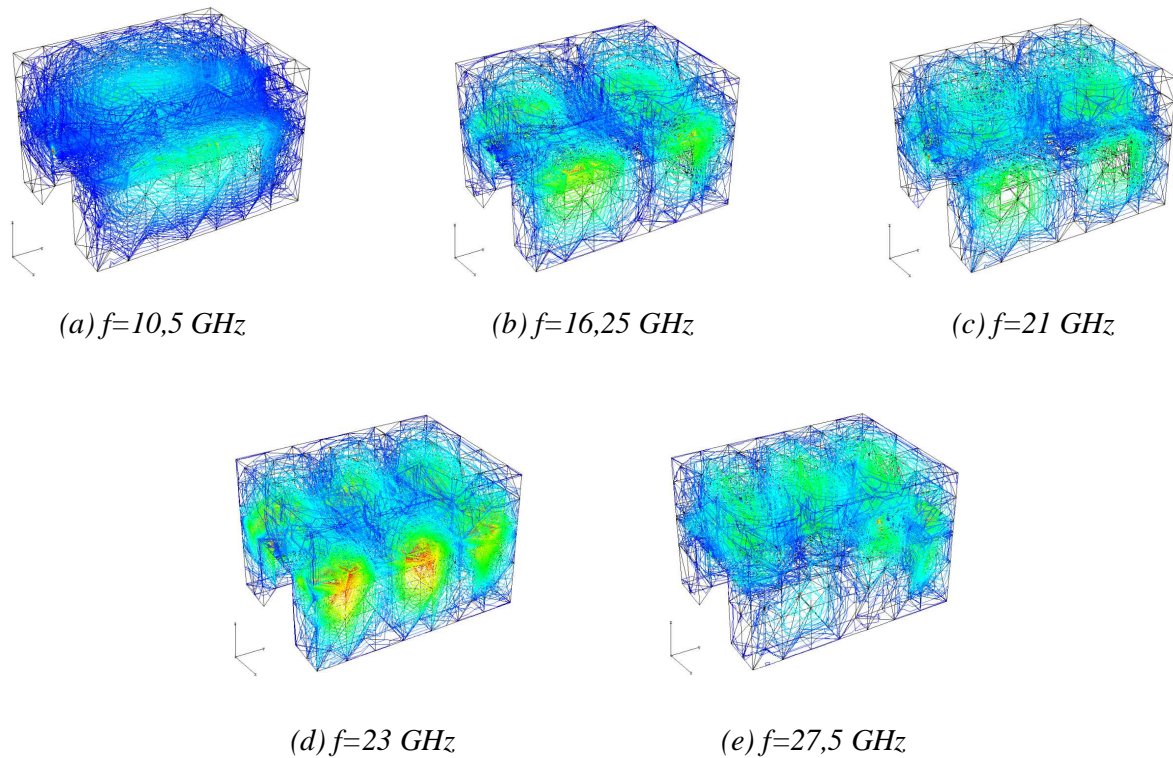 (a) f=10,5 GHz
(b) f=16,25 GHz
(c) f=21 GHz
(d) f=23 GHz
(e) f=27,5 GHz